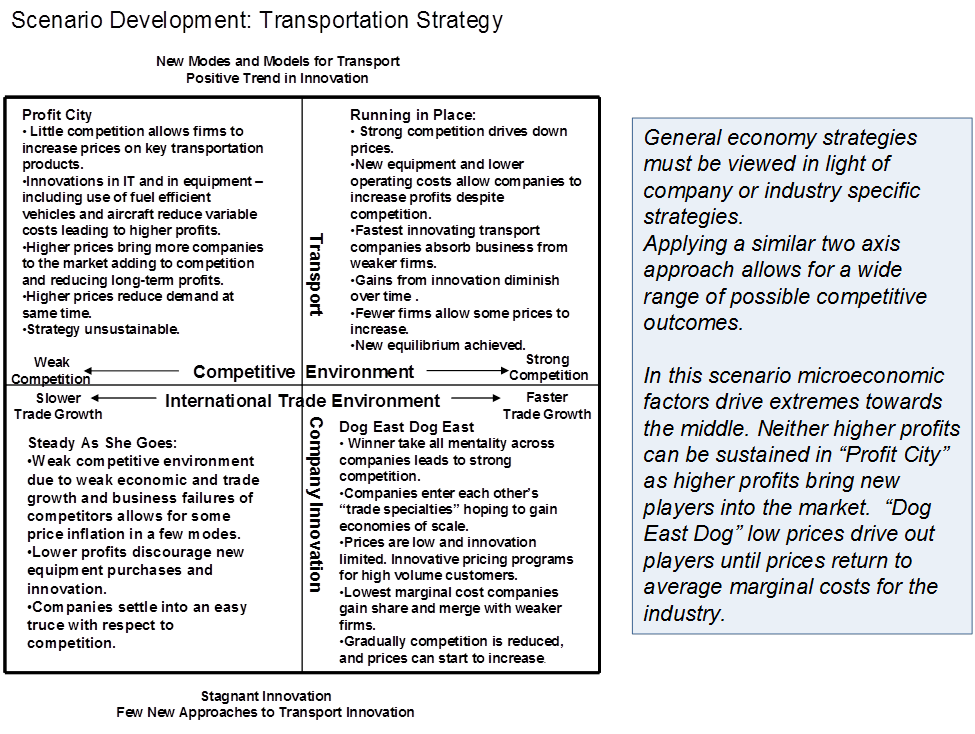 Scenario Development: Transportation Strategy
New Modes and Models for Transport
Positive Trend in Innovation
Profit City
• Little competition allows firms to
increase prices on key transportation
products.
•Innovations in IT and in equipment –
including use of fuel efficient
vehicles and aircraft reduce variable
costs leading to higher profits.
•Higher prices bring more companies
to the market adding to competition
and reducing long-term profits.
•Higher prices reduce demand at
same time.
•Strategy unsustainable.
Running in Place:
• Strong competition drives down
prices.
•New equipment and lower
operating costs allow companies to
increase profits despite
competition.
•Fastest innovating transport
companies absorb business from
weaker firms.
•Gains from innovation diminish
over time .
•Fewer firms allow some prices to
increase.
•New equilibrium achieved.
Transport
Weak
Competition
Competitive Environment
Strong
Competition
Slower
Trade Growth
International Trade Environment
Faster
Trade Growth
Company Innovation
Steady As She Goes:
•Weak competitive environment
due to weak economic and trade
growth and business failures of
competitors allows for some
price inflation in a few modes.
•Lower profits discourage new
equipment purchases and
innovation.
•Companies settle into an easy
truce with respect to
competition.
Dog East Dog East
• Winner take all mentality across
companies leads to strong
competition.
•Companies enter each other's
“trade specialties” hoping to gain
economies of scale.
•Prices are low and innovation
limited. Innovative pricing programs
for high volume customers.
•Lowest marginal cost companies
gain share and merge with weaker
firms.
•Gradually competition is reduced,
and prices can start to increase
Stagnant Innovation
Few New Approaches to Transport Innovation
General economy strategies
must be viewed in light of
company or industry specific
strategies.
Applying a similar two axis
approach allows for a wide
range of possible competitive
outcomes.
In this scenario microeconomic
factors drive extremes towards
the middle. Neither higher profits
can be sustained in “Profit City”
as higher profits bring new
players into the market. “Dog
East Dog” low prices drive out
players until prices return to
average marginal costs for the
industry.